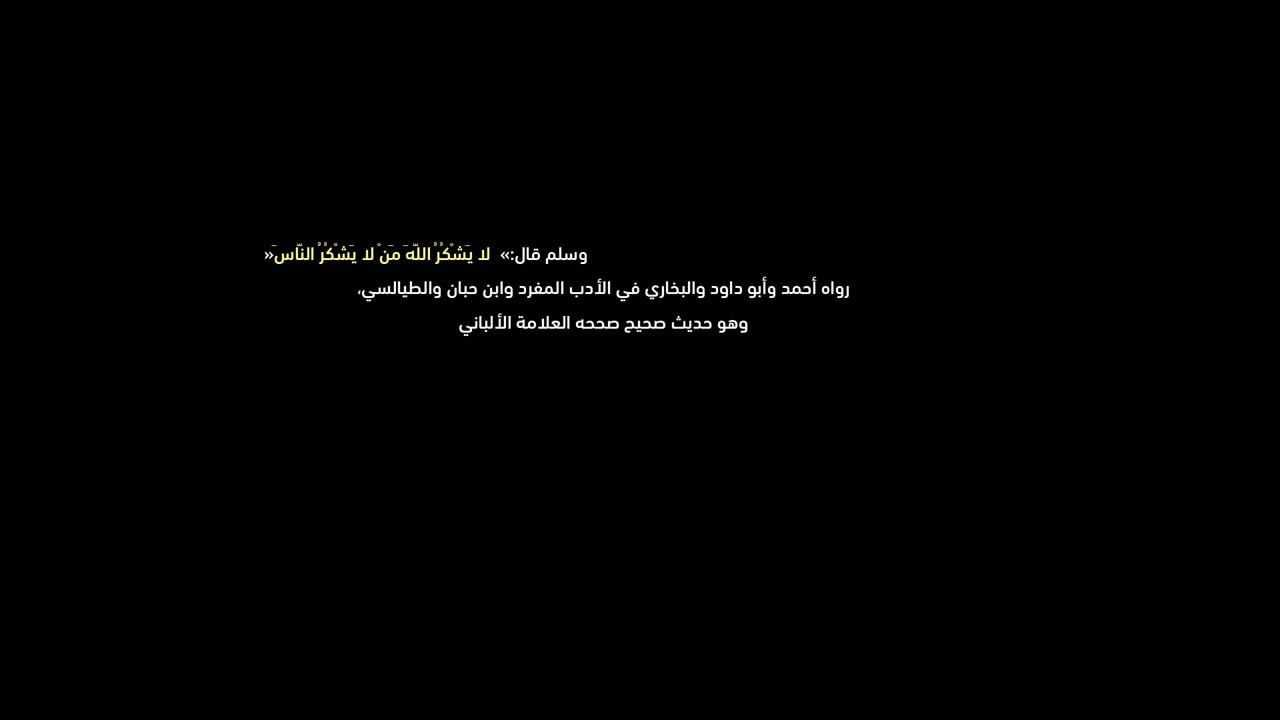 وسلم قال:» لا يَشْكُرُ اللّهَ مَنْ لا يَشْكُرُ النّاسَ«
رواه أحمد وأبو داود والبخاري في الأدب المفرد وابن حبان والطيالسي،
وهو حديث صحيح صححه العلامة الألباني